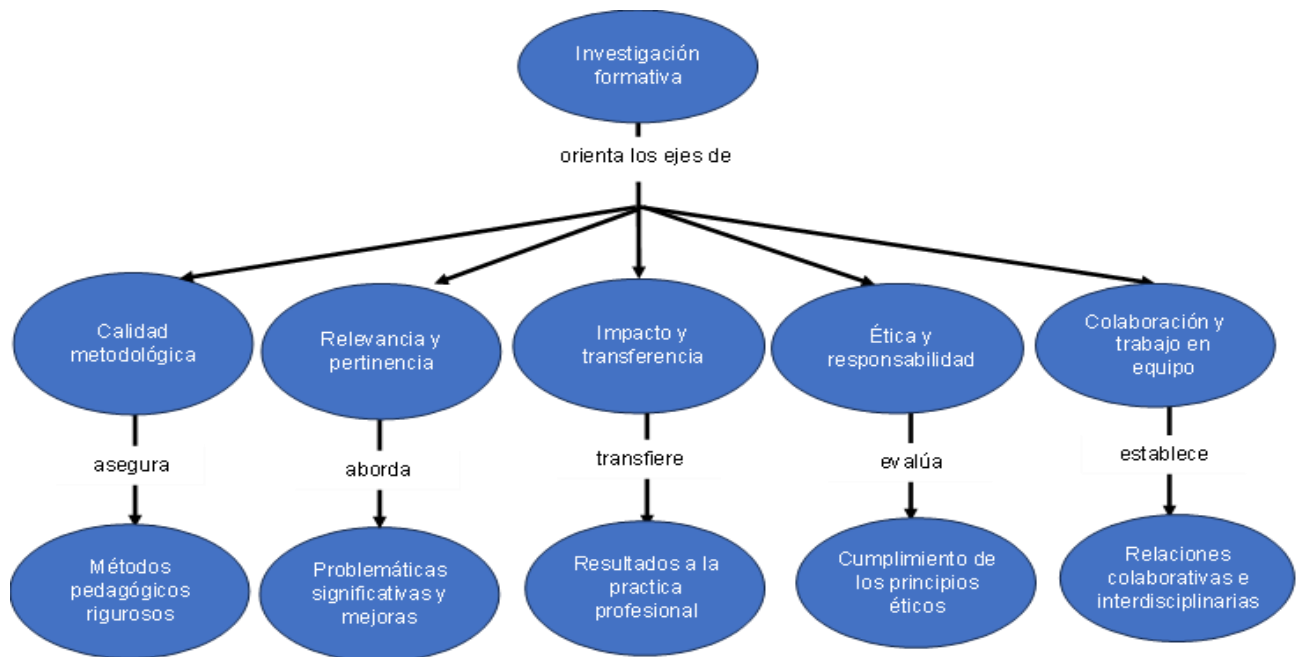 Investigación
formativa
orienta los ejes de
Calidad
metodológica
Relevancia y
pertinencia
Impacto y
transferencia
Ética y
responsabilidad
Colaboración y
trabajo en
equipo
asegura
aborda
transfiere
evalúa
establece
Métodos
pedagógicos
rigurosos
Problemáticas
significativas y
mejoras
Resultados a la
practica
profesional
Cumplimiento de
los principios
éticos
Relaciones
colaborativas e
interdisciplinarias